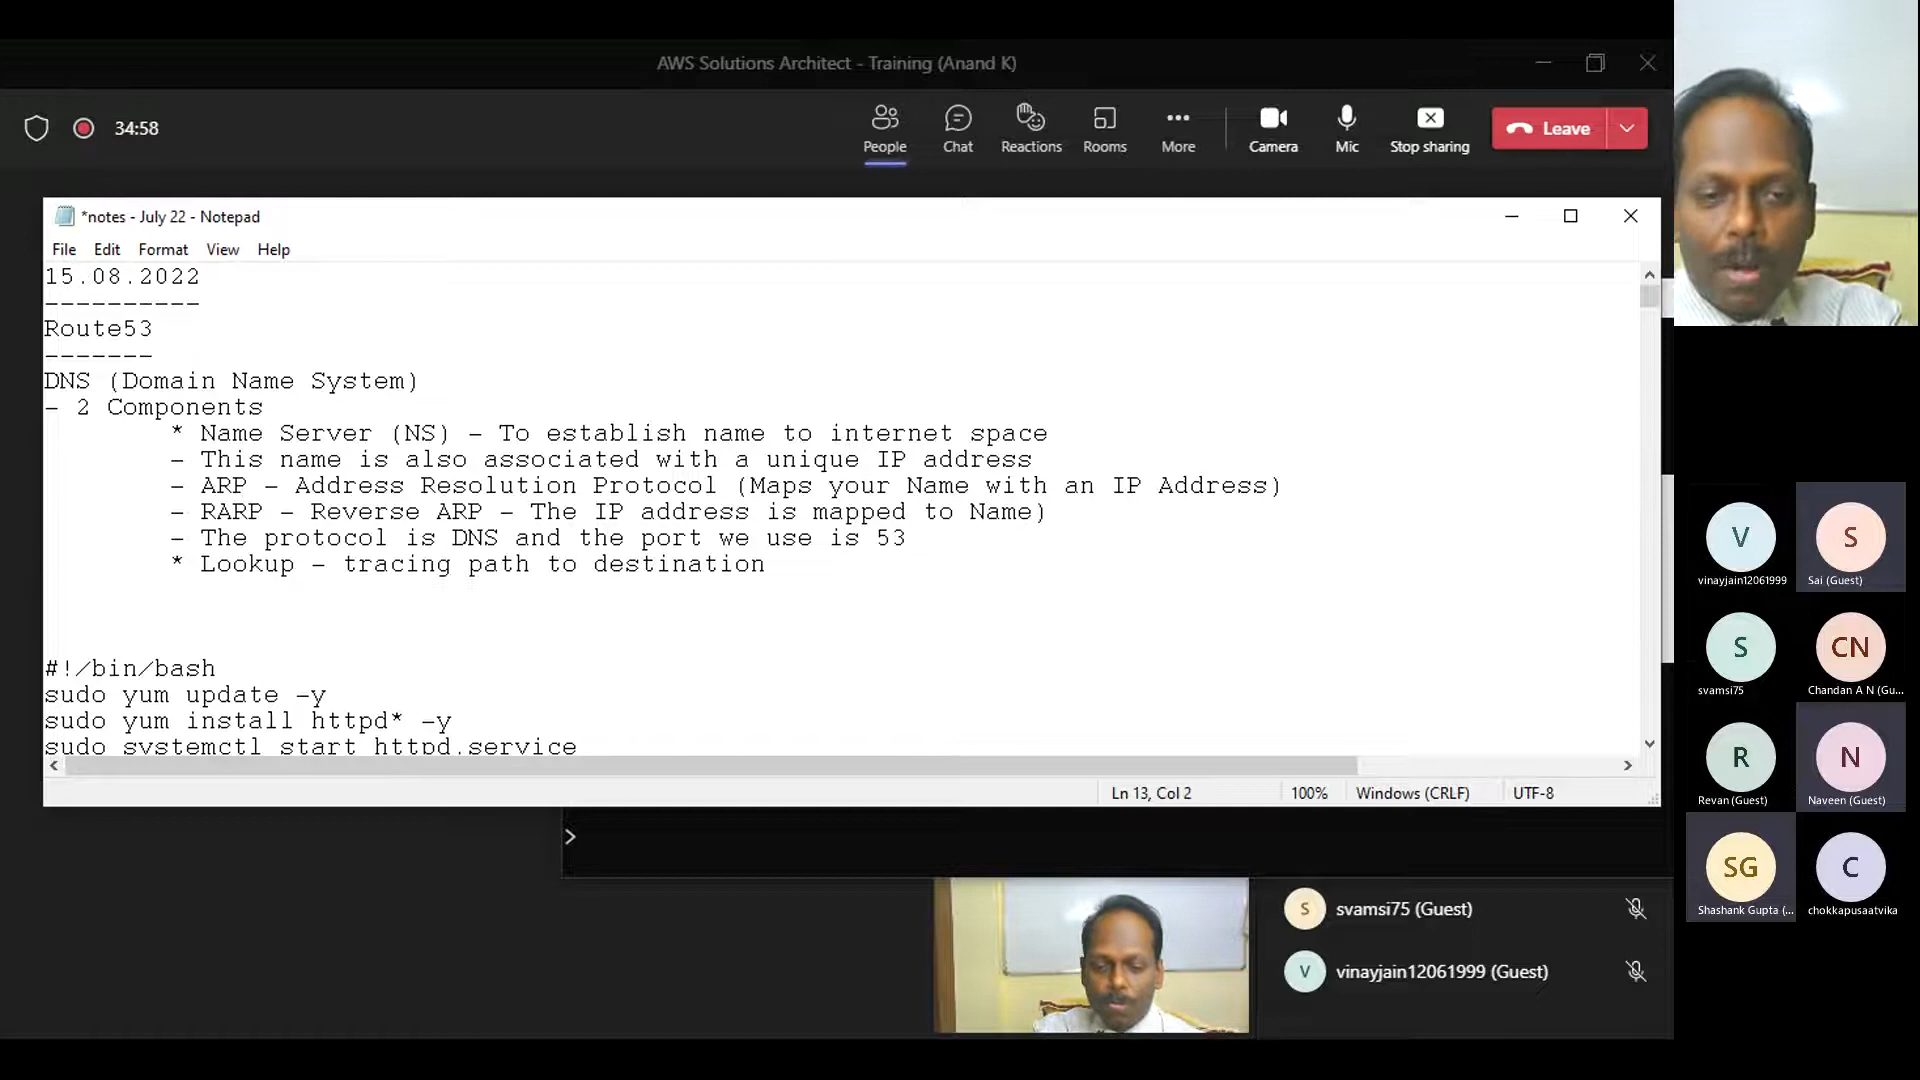 AWS Solutions Architect - Training (Anand K)
34:58
People
Chat
Reactions
Rooms
More
Camera
Mic
Stop sharing
Leave
*notes - July 22 - Notepad
File Edit Format View Help
15.08.2022
----------
Route53
-------
DNS (Domain Name System)
- 2 Components
* Name Server (NS) - To establish name to internet space
- This name is also associated with a unique IP address
- ARP - Address Resolution Protocol (Maps your Name with an IP Address)
- RARP - Reverse ARP - The IP address is mapped to Name)
- The protocol is DNS and the port we use is 53
* Lookup - tracing path to destination
#!/bin/bash
sudo yum update -y
sudo yum install httpd* -y
sudo systemctl start httpd.service
Ln 13, Col 2
100%
Windows (CRLF)
UTF-8
S
svamsi75 (Guest)
V
vinayjain12061999 (Guest)
V
vinayjain12061999
S
Sai (Guest)
S
svamsi75
CN
Chandan A N (Gu...
R
Revan (Guest)
N
Naveen (Guest)
SG
Shashank Gupta (...
C
chokkapusaatvika